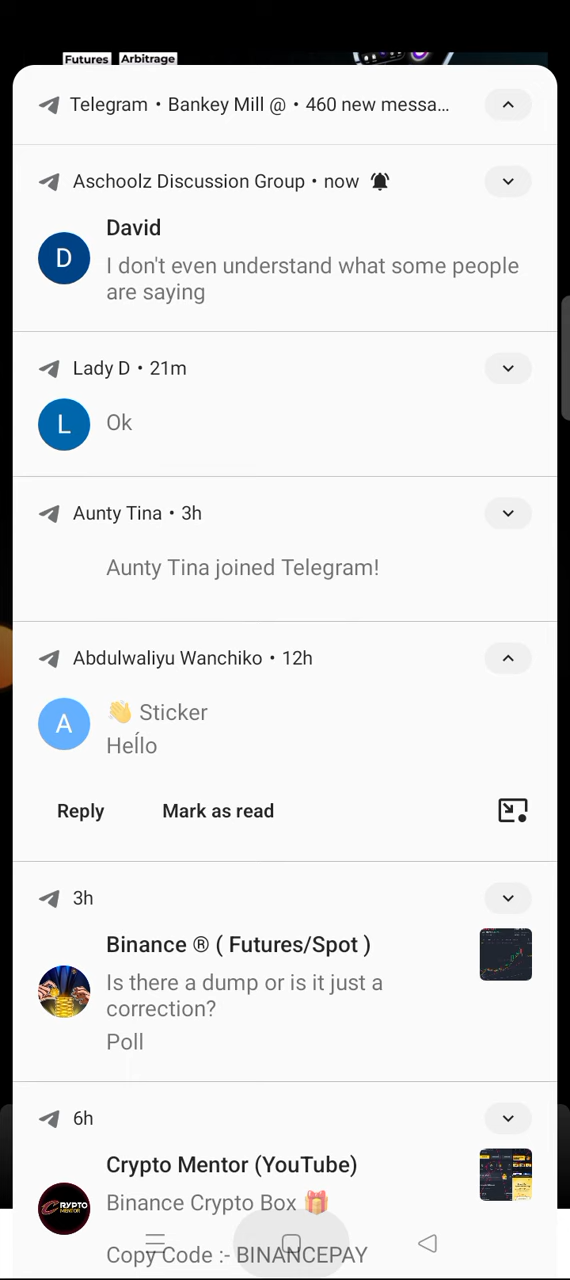 Futures Arbitrage
Telegram • Bankey Mill @ • 460 new messa...
Aschoolz Discussion Group • now
David
D
I don't even understand what some people
are saying
Lady D • 21m
L
Ok
Aunty Tina • 3h
Aunty Tina joined Telegram!
Abdulwaliyu Wanchiko • 12h
A
👋 Sticker
Heĺlo
Reply Mark as read
3h
Binance ® ( Futures/Spot )
Is there a dump or is it just a
correction?
Poll
6h
Crypto Mentor (YouTube)
CRYPTO
MENTOR
Binance Crypto Box 🎁
Copy Code :- BINANCEPAY